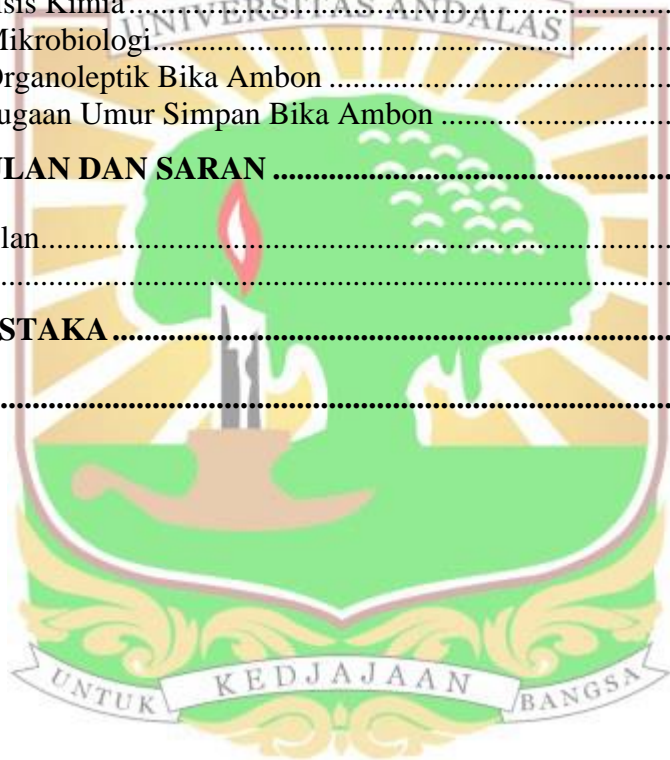 sis Kimia........................................................
UNIVERSITAS ANDALAS
Mikrobiologi........................................................
Organoleptik Bika Ambon ........................................................
ugaan Umur Simpan Bika Ambon ..............................
ULAN DAN SARAN ........................................................
lan........................................................
........................................................
STAKA ........................................................
........................................................
UNTUK KEDJAJAAN BANGSA